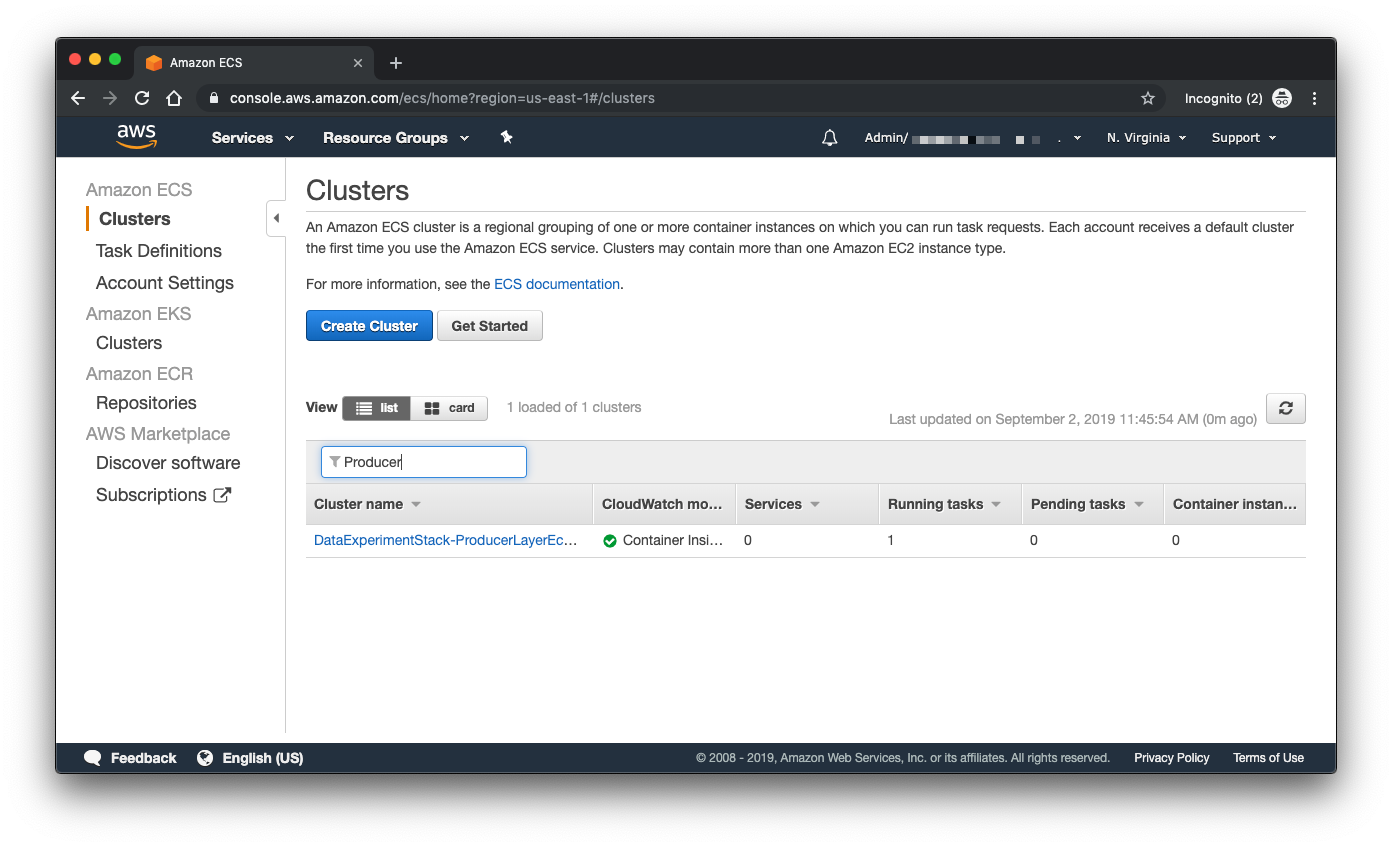 Amazon ECS
console.aws.amazon.com/ecs/home?region=us-east-1#/clusters
Incognito (2)
aws
Services
Resource Groups
Admin/
N. Virginia
Support
Amazon ECS
Clusters
Task Definitions
Account Settings
Amazon EKS
Clusters
Amazon ECR
Repositories
AWS Marketplace
Discover software
Subscriptions
Clusters
An Amazon ECS cluster is a regional grouping of one or more container instances on which you can run task requests. Each account receives a default cluster
the first time you use the Amazon ECS service. Clusters may contain more than one Amazon EC2 instance type.
For more information, see the ECS documentation.
Create Cluster Get Started
View list card 1 loaded of 1 clusters
Last updated on September 2, 2019 11:45:54 AM (0m ago)
Producer
Cluster name CloudWatch mo... Services Running tasks Pending tasks Container instan...
DataExperimentStack-ProducerLayerEc... Container Insi... 0 1 0 0
Feedback English (US) © 2008 - 2019, Amazon Web Services, Inc. or its affiliates. All rights reserved. Privacy Policy Terms of Use